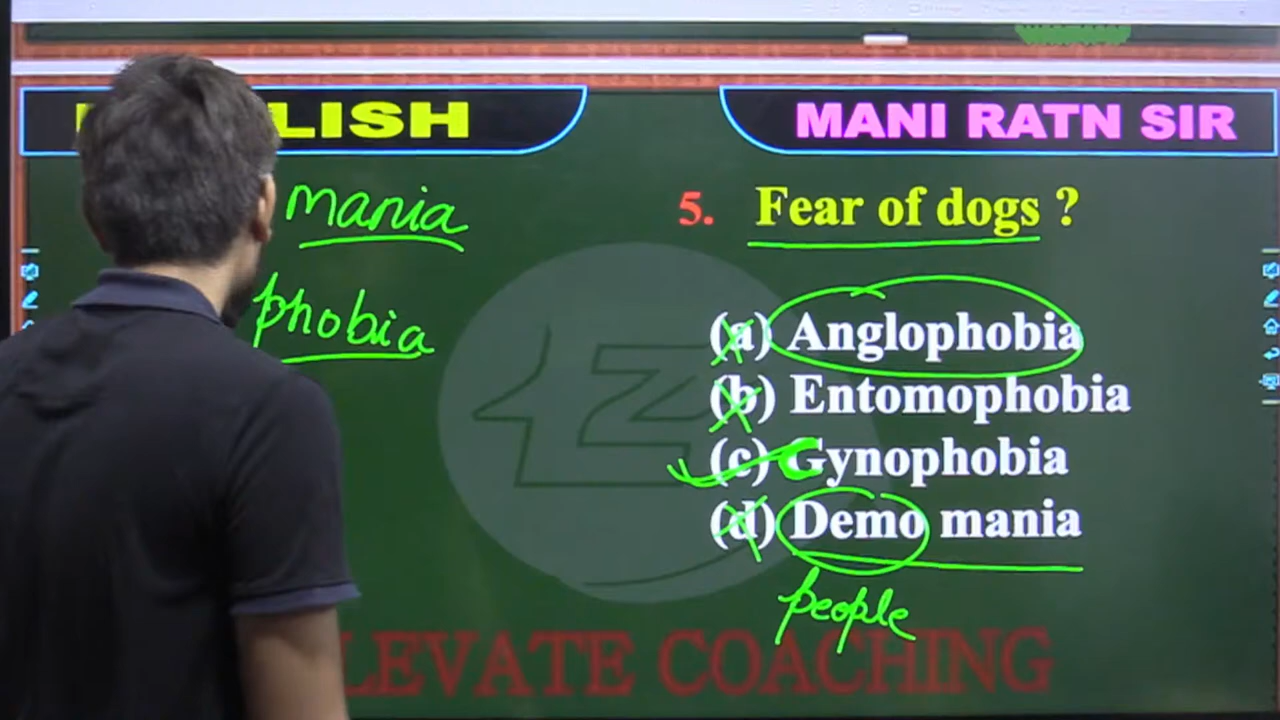 LISH
MANI RATN SIR
mania
phobia
5. Fear of dogs ?
(a) Anglophobia
(b) Entomophobia
(c) Gynophobia
(d) Demo mania
people
LEVATE COACHING